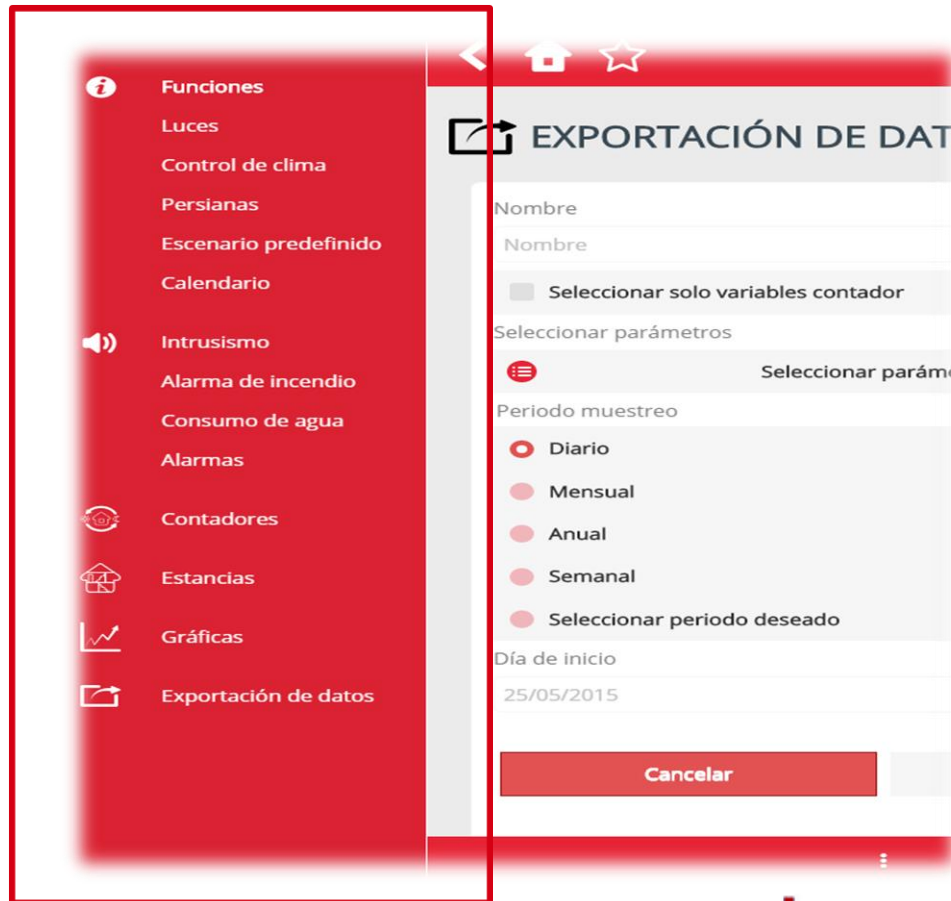 Funciones
Luces
Control de clima
Persianas
Escenario predefinido
Calendario
Intrusismo
Alarma de incendio
Consumo de agua
Alarmas
Contadores
Estancias
Gráficas
Exportación de datos
EXPORTACIÓN DE DAT
Nombre
Nombre
Seleccionar solo variables contador
Seleccionar parámetros
Seleccionar parám
Periodo muestreo
Diario
Mensual
Anual
Semanal
Seleccionar periodo deseado
Día de inicio
25/05/2015
Cancelar